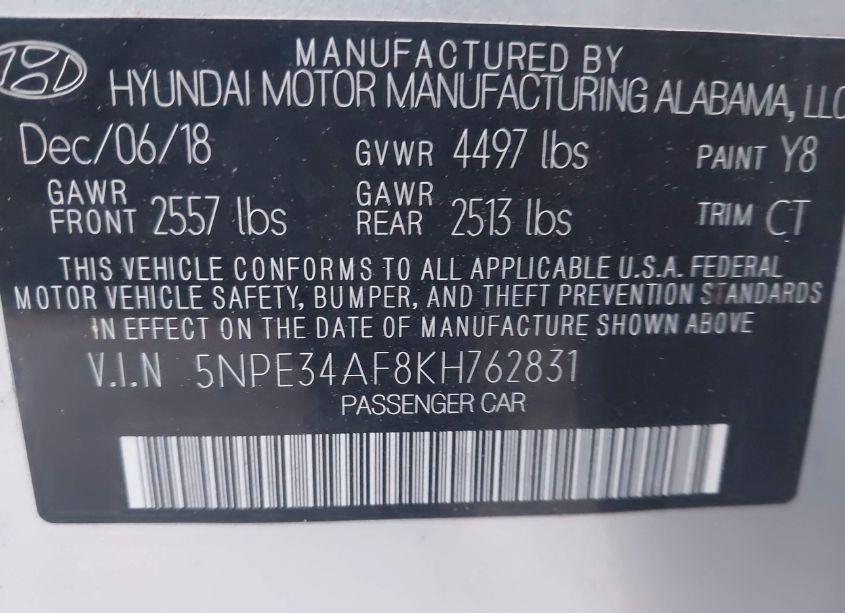 MANUFACTURED BY
HYUNDAI MOTOR MANUFACTURING ALABAMA, LLC
Dec/06/18 GVWR 4497 lbs PAINT Y8
GAWR FRONT 2557 lbs GAWR REAR 2513 lbs TRIM CT
THIS VEHICLE CONFORMS TO ALL APPLICABLE U.S.A. FEDERAL
MOTOR VEHICLE SAFETY, BUMPER, AND THEFT PREVENTION STANDARDS
IN EFFECT ON THE DATE OF MANUFACTURE SHOWN ABOVE
V.I.N 5NPE34AF8KH762831
PASSENGER CAR